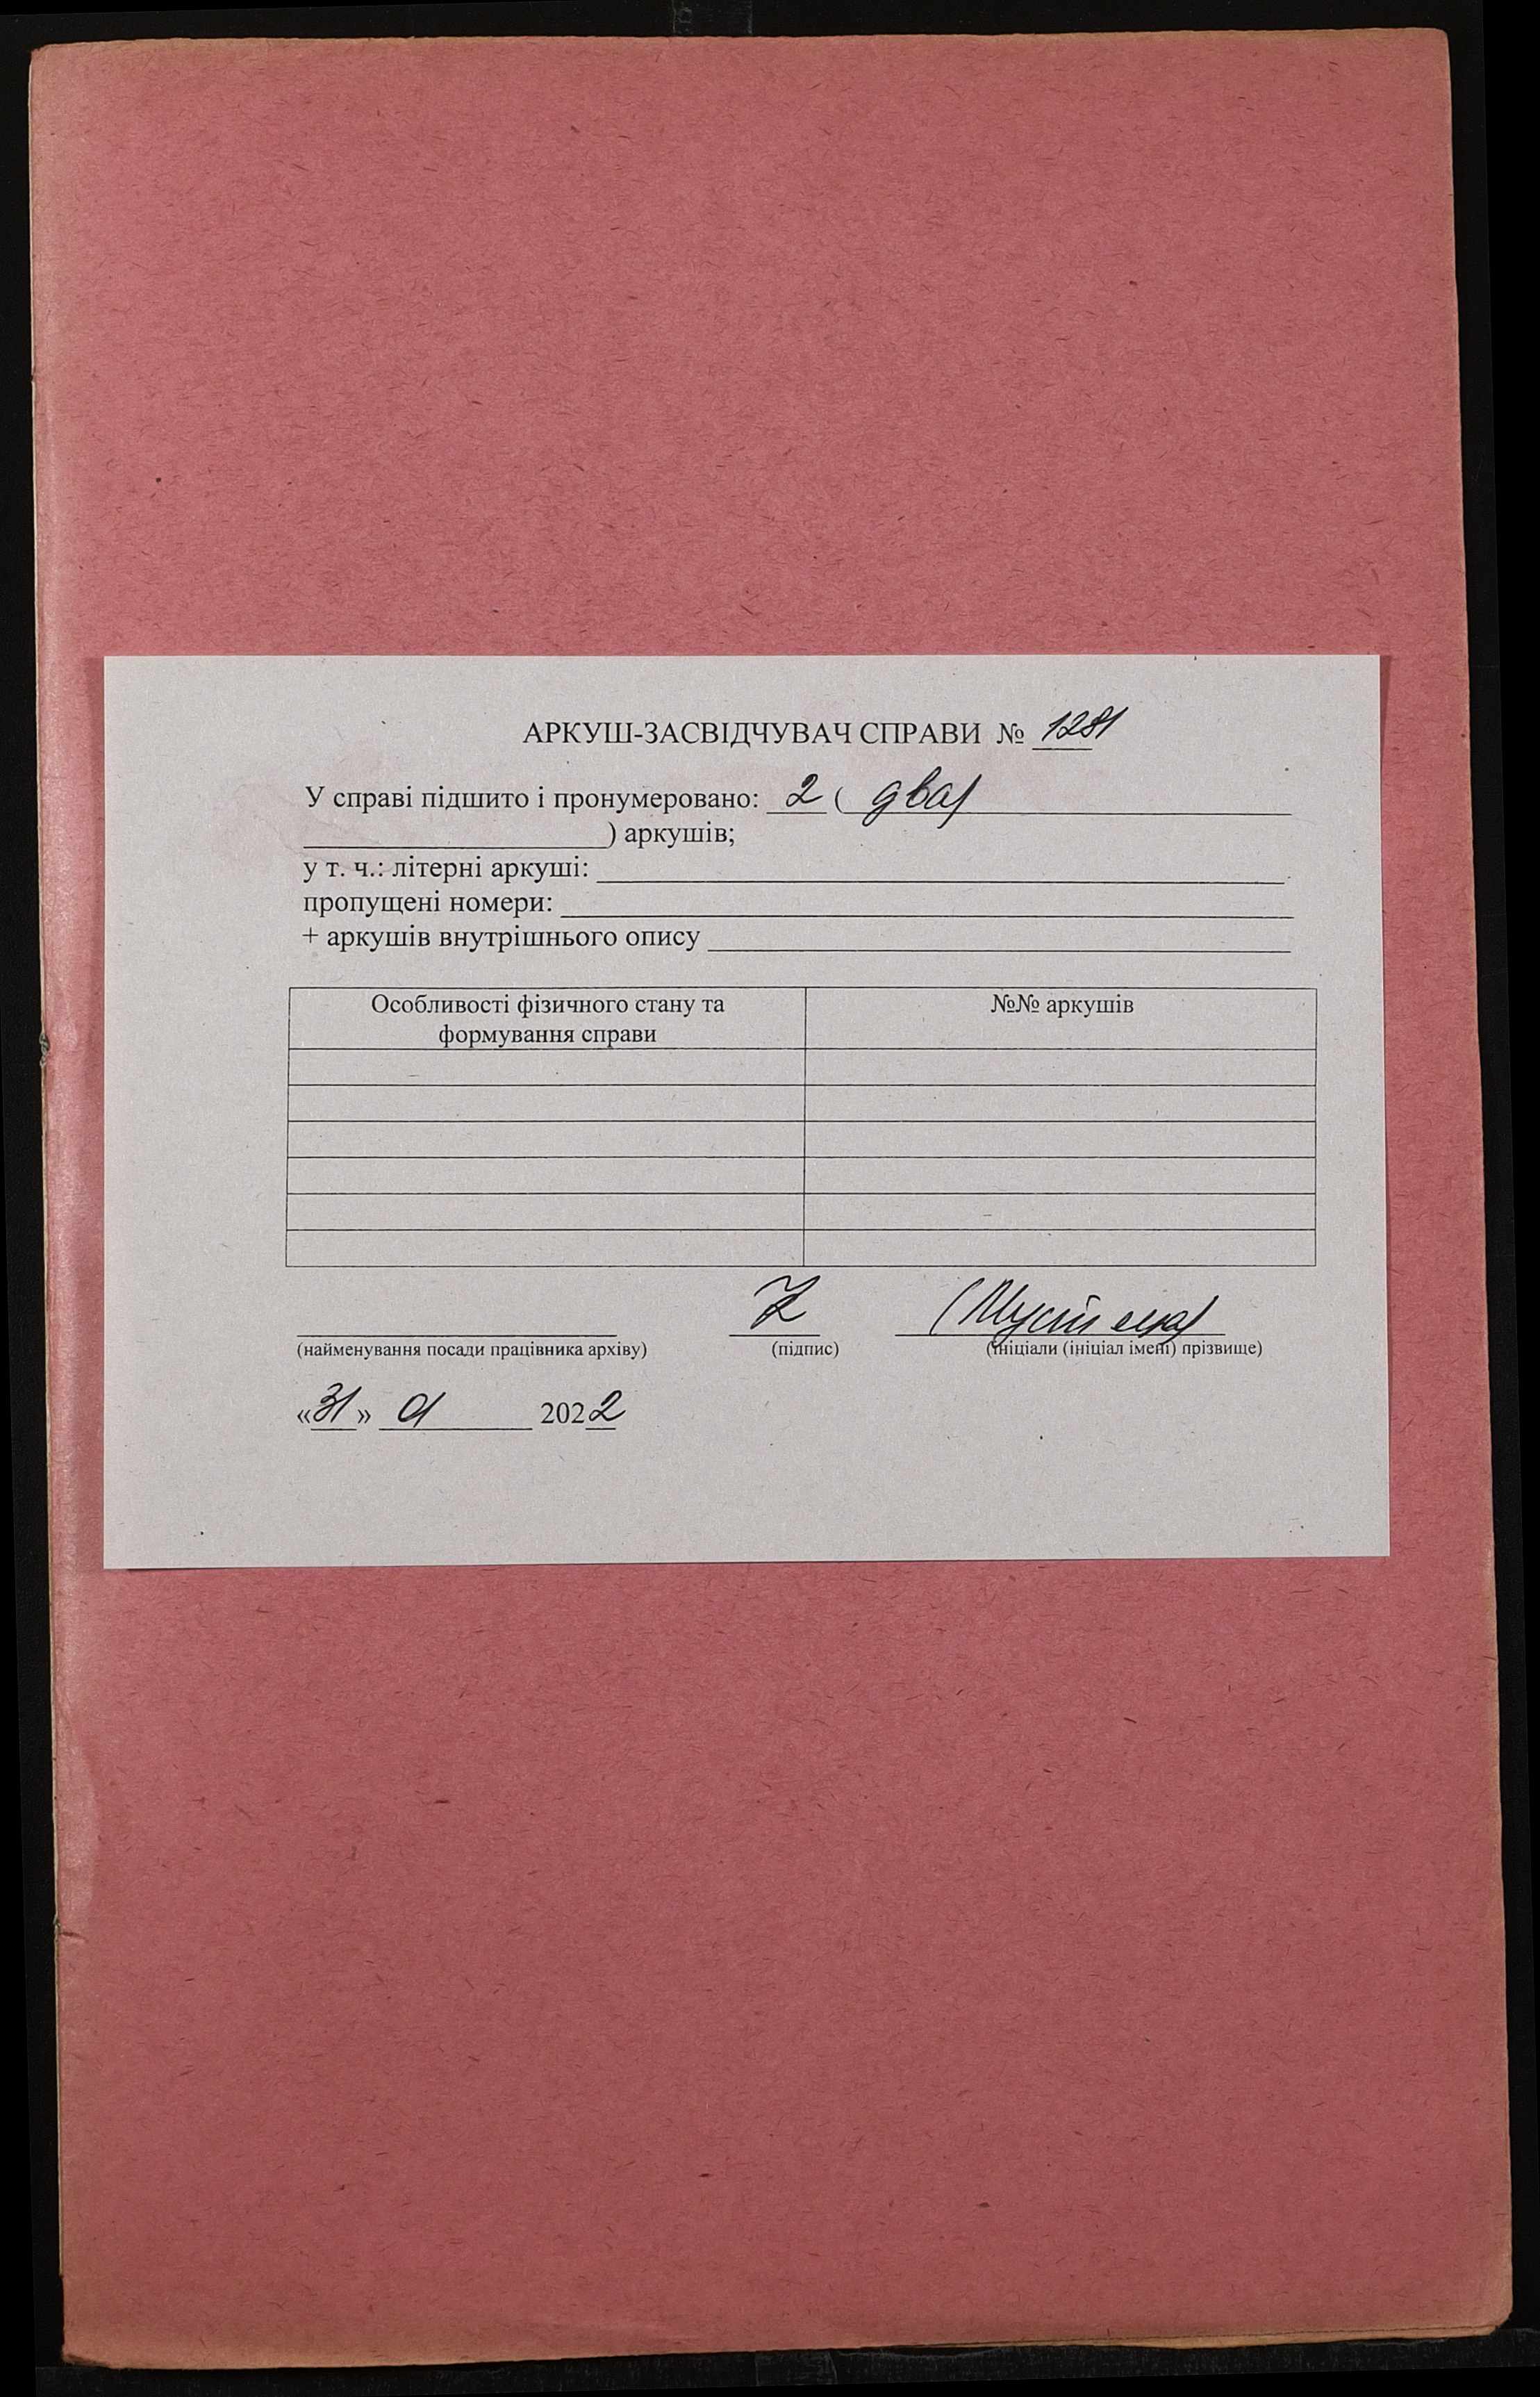 АРКУШ-ЗАСВІДЧУВАЧ СПРАВИ № 1281
У справі підшито і пронумеровано: 2 ( два)
) аркушів;
у т. ч.: літерні аркуші:
пропущені номери:
+ аркушів внутрішнього опису
Особливості фізичного стану та
формування справи
№№ аркушів
(найменування посади працівника архіву)
(підпис)
(ініціали (ініціал імені) прізвище)
«31» 01 2022